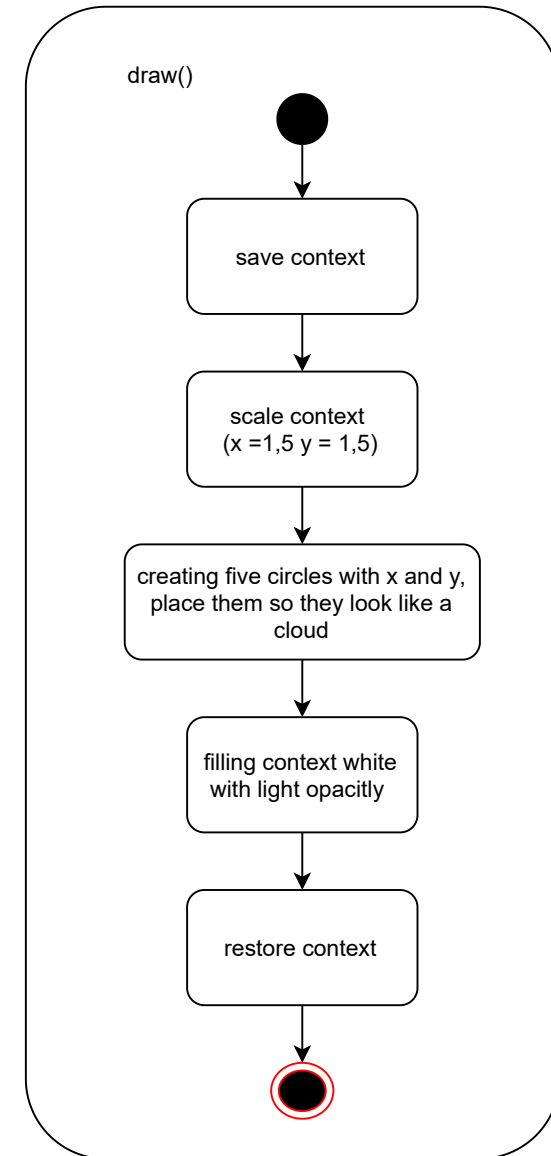 draw()
save context
scale context
(x =1,5 y = 1,5)
creating five circles with x and y,
place them so they look like a
cloud
filling context white
with light opacitly
restore context